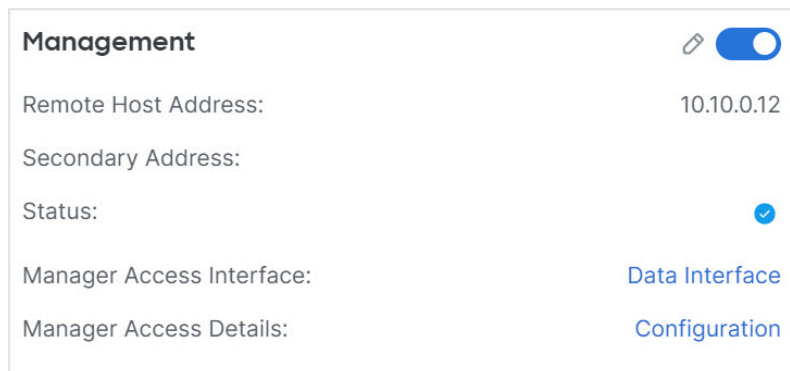 Management
Remote Host Address: 10.10.0.12
Secondary Address:
Status:
Manager Access Interface: Data Interface
Manager Access Details: Configuration